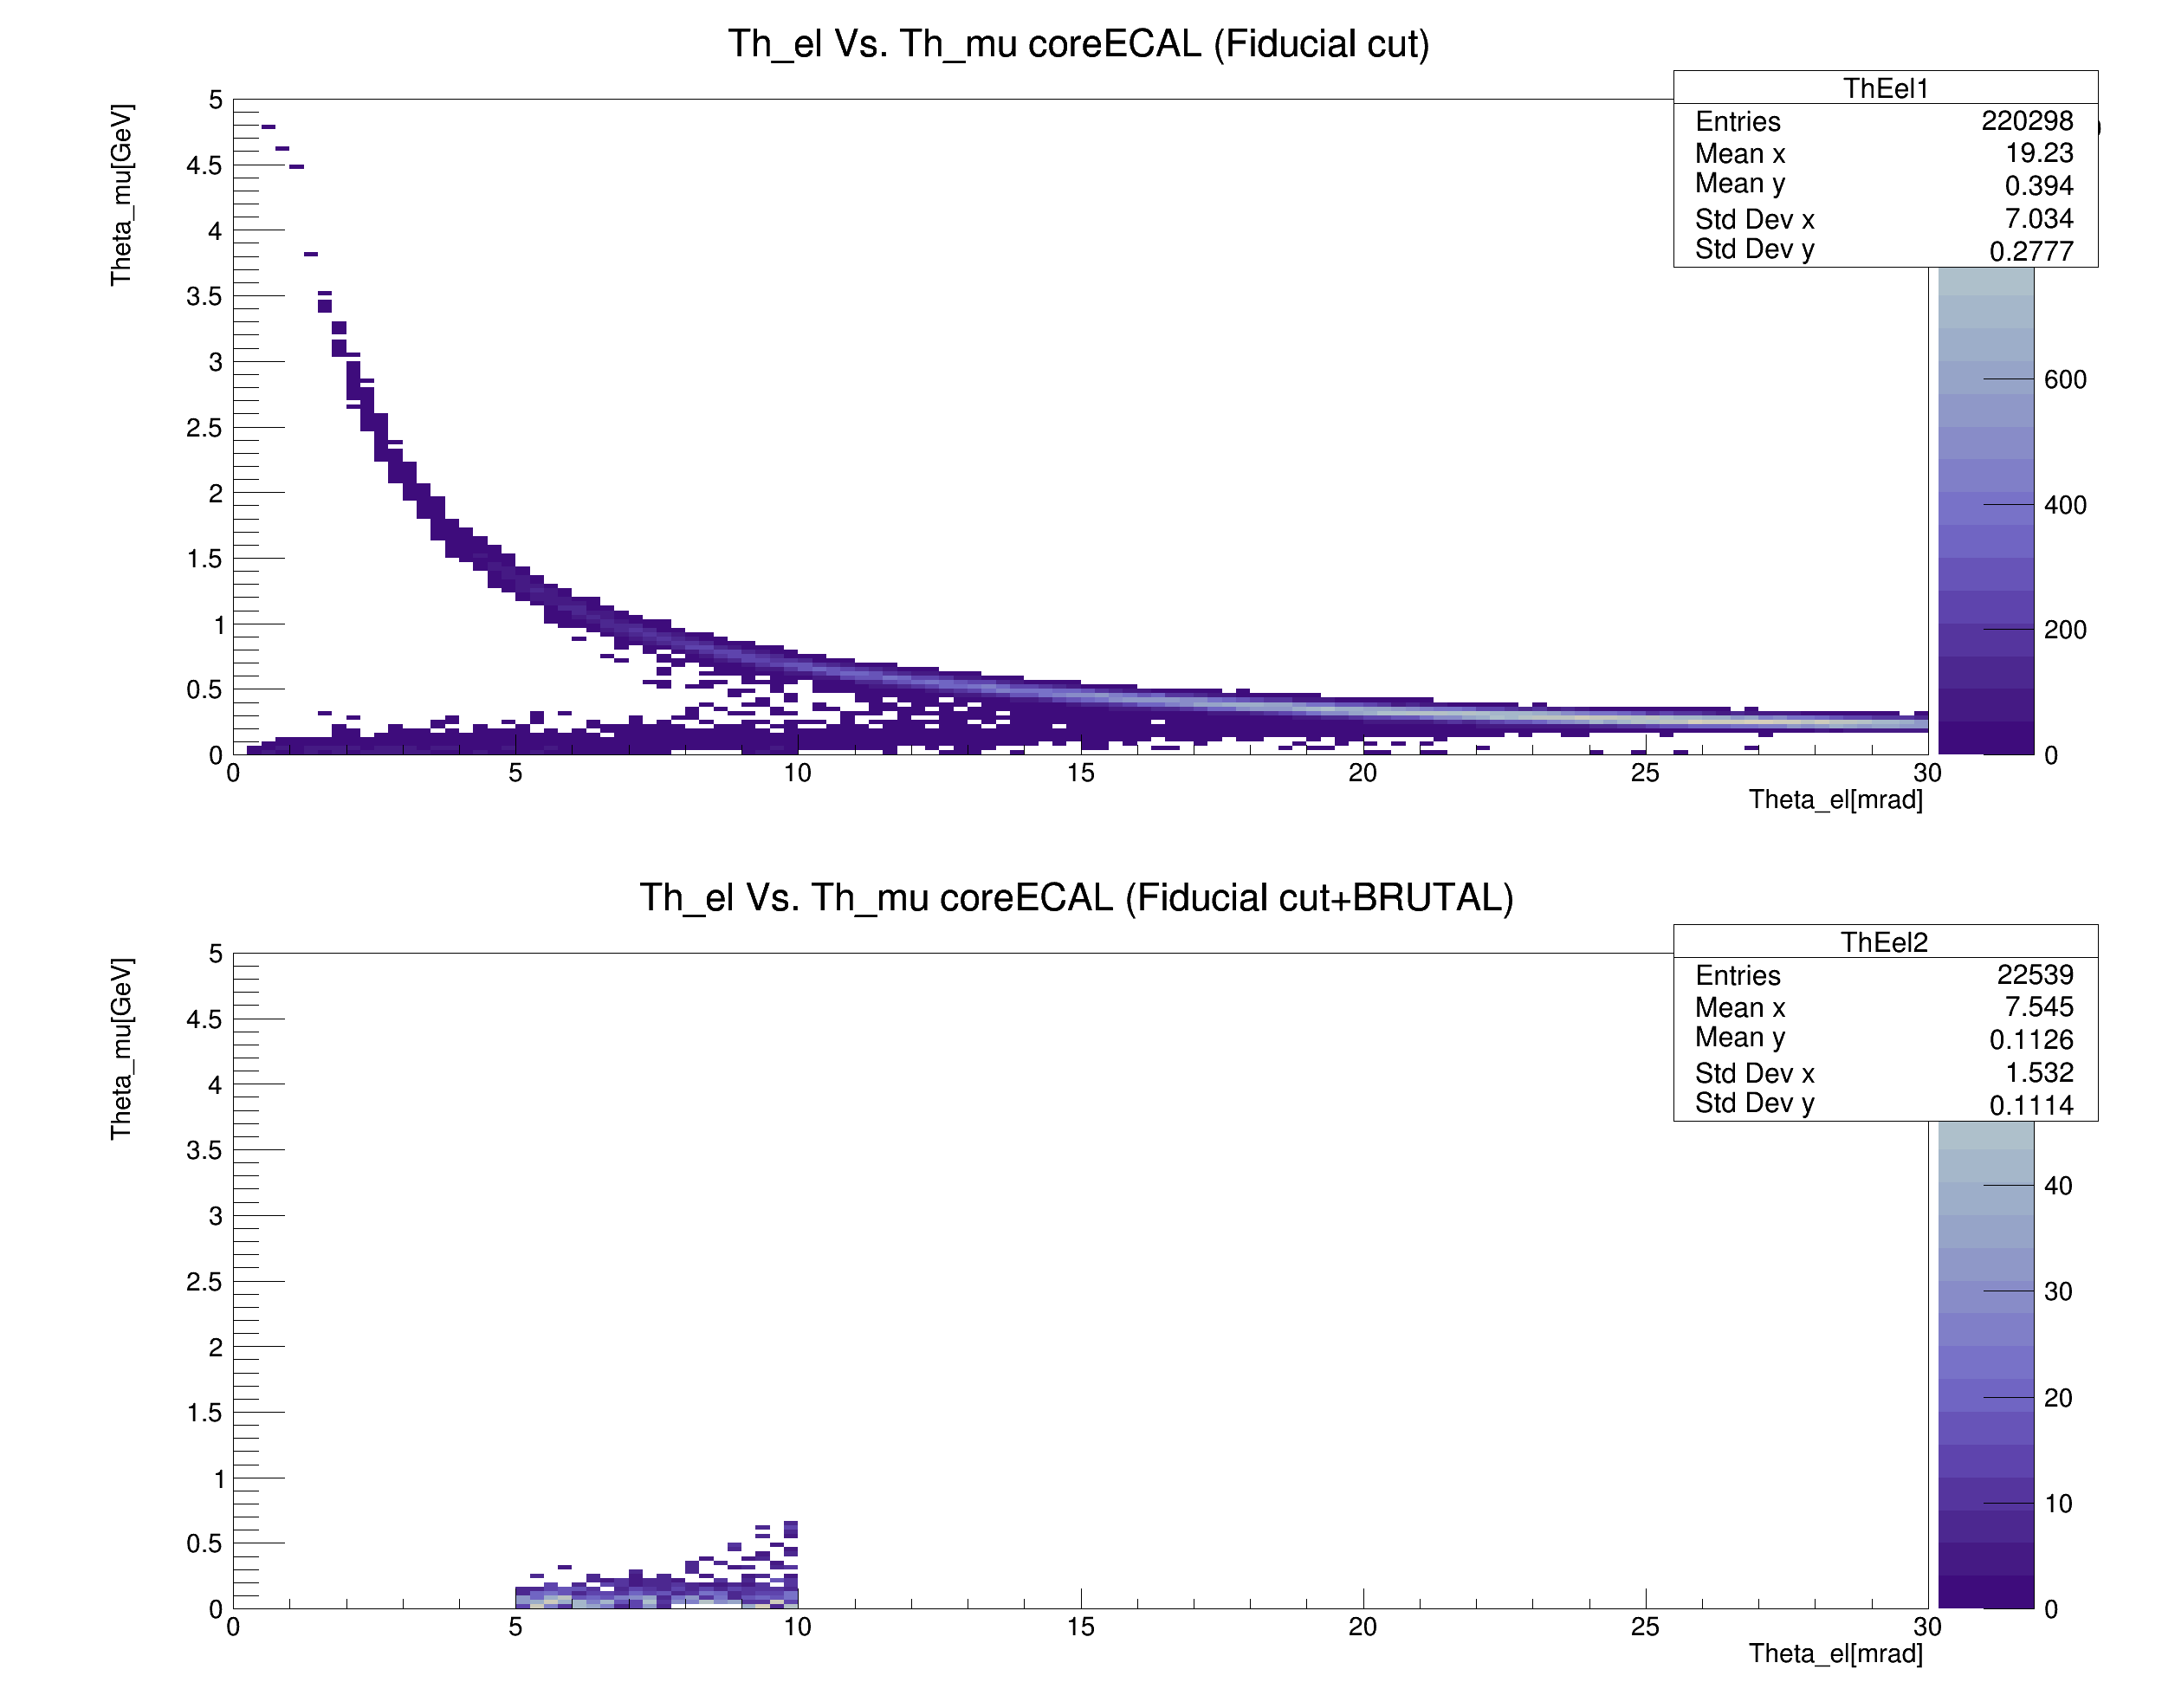 Th_el Vs. Th_mu coreECAL (Fiducial cut)
ThEel1
Entries 220298
Mean x 19.23
Mean y 0.394
Std Dev x 7.034
Std Dev y 0.2777
Theta_mu[GeV]
5
4.5
4
3.5
3
2.5
2
1.5
1
0.5
0
0 5 10 15 20 25 30
Theta_el[mrad]
600
400
200
0
Th_el Vs. Th_mu coreECAL (Fiducial cut+BRUTAL)
ThEel2
Entries 22539
Mean x 7.545
Mean y 0.1126
Std Dev x 1.532
Std Dev y 0.1114
Theta_mu[GeV]
5
4.5
4
3.5
3
2.5
2
1.5
1
0.5
0
0 5 10 15 20 25 30
Theta_el[mrad]
40
30
20
10
0